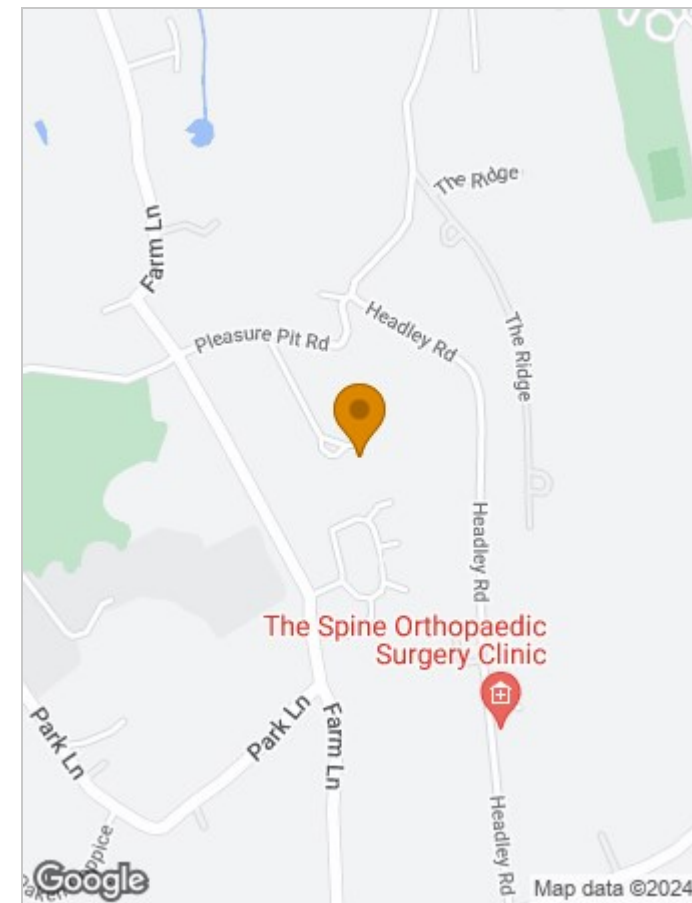 The Ridge
Farm Ln
Headley Rd
Pleasure Pit Rd
The Ridge
Headley Rd
The Spine Orthopaedic
Surgery Clinic
Park Ln
Park Ln
Farm Ln
Headley Rd
Google
Map data ©2024